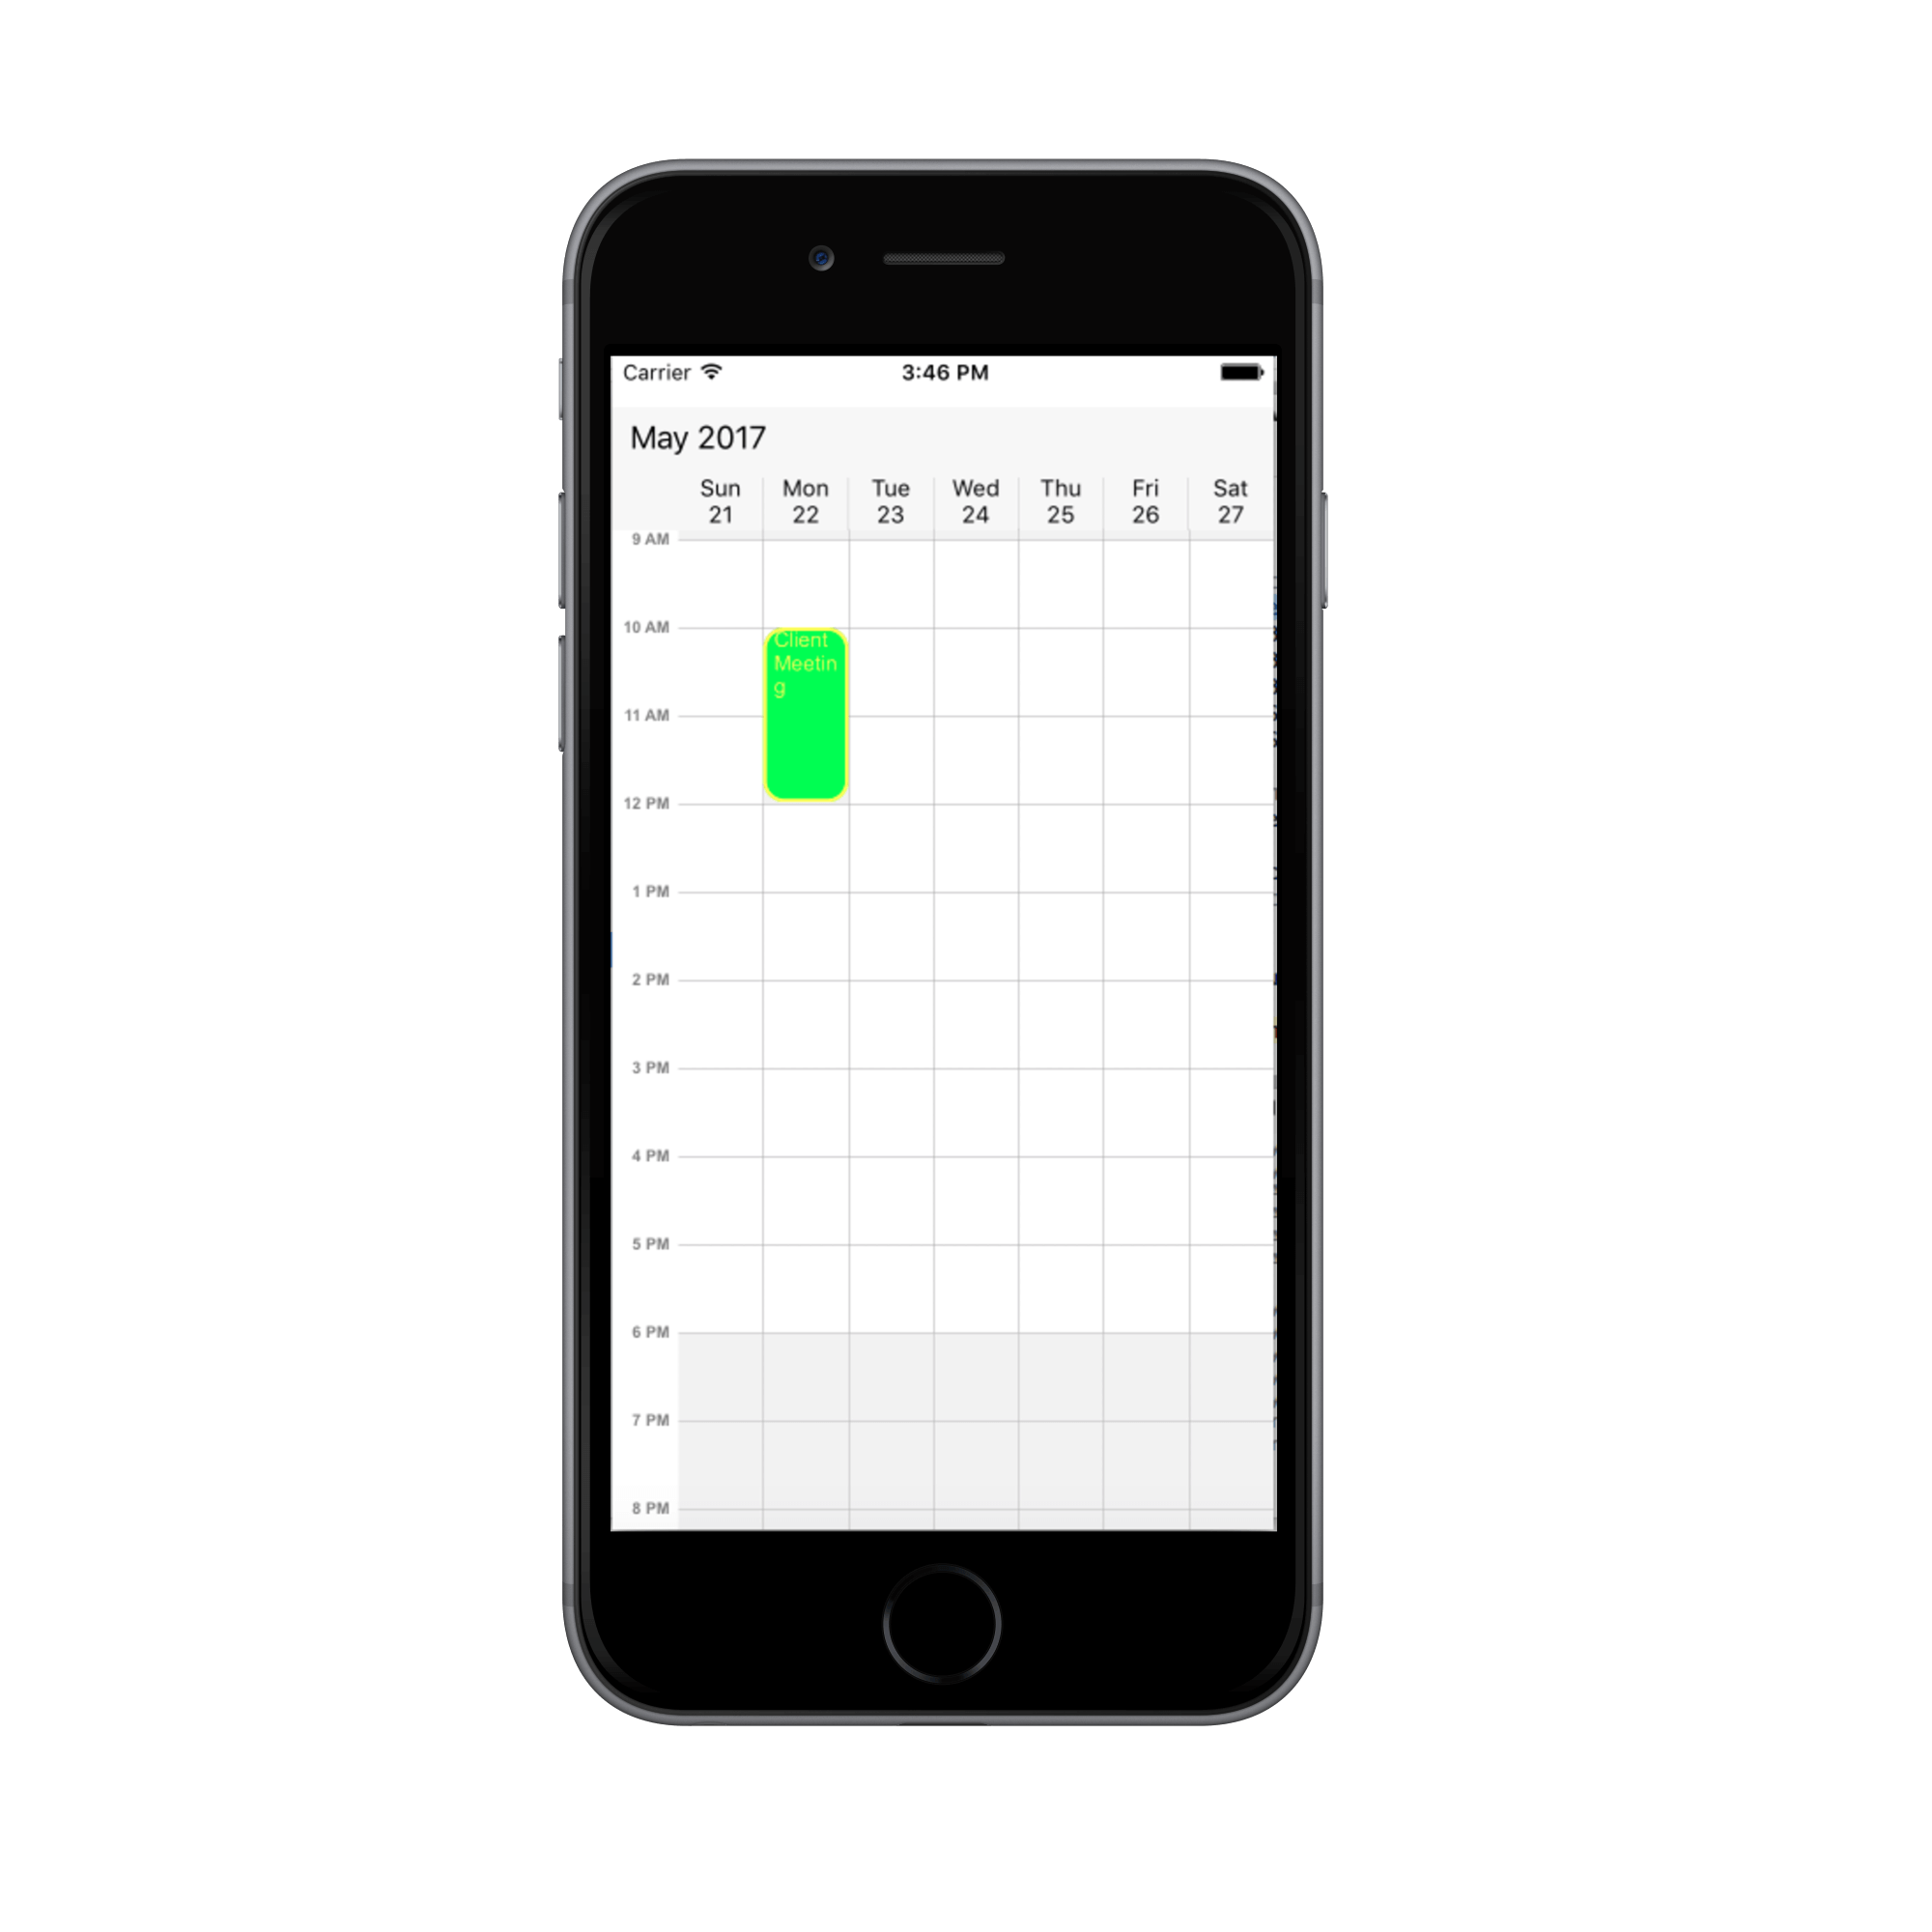 Carrier 3:46 PM
May 2017
Sun Mon Tue Wed Thu Fri Sat
21 22 23 24 25 26 27
9 AM
10 AM
Client
Meetin
g
11 AM
12 PM
1 PM
2 PM
3 PM
4 PM
5 PM
6 PM
7 PM
8 PM